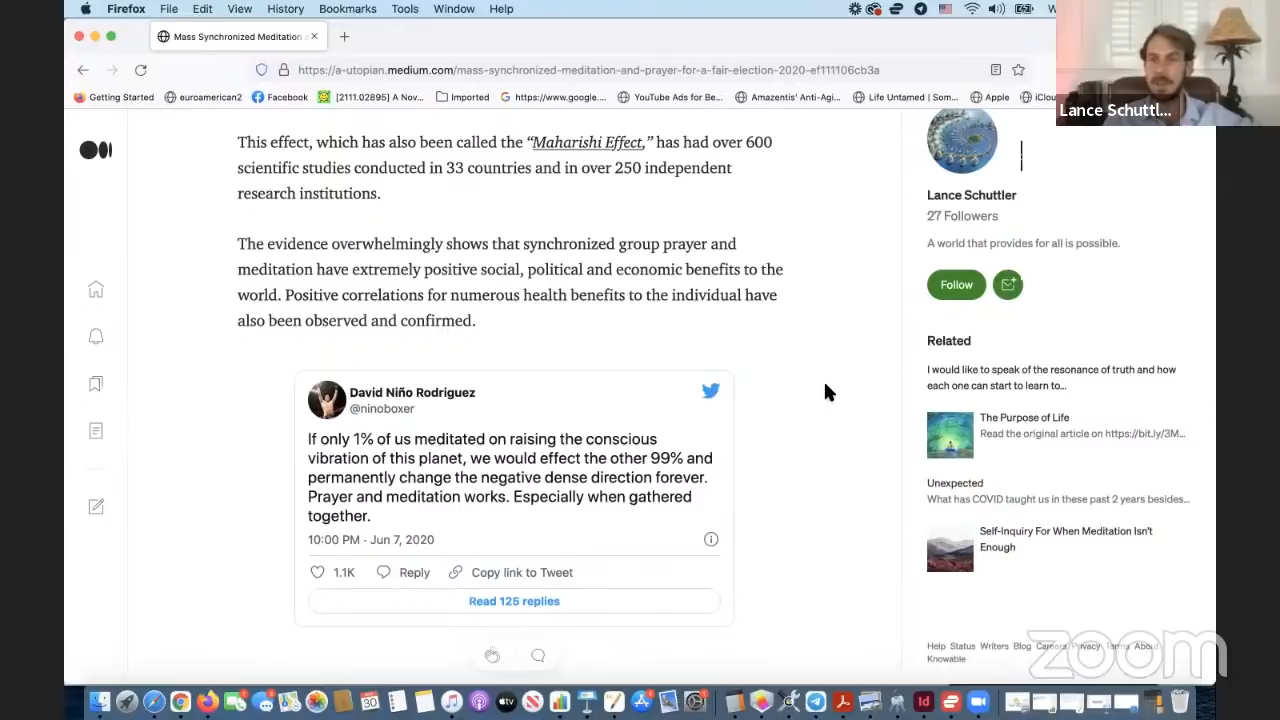 Firefox File Edit View History Bookmarks Tools Window Help
Mass Synchronized Meditation
https://a-utopian.medium.com/mass-synchronized-meditation-and-prayer-for-a-fair-election-2020-ef111106cb3a
Getting Started euroamerica2 Facebook [2111.02895] A Nov... Imported https://www.google.... YouTube Ads for Be... Amazentis' Anti-Agi... Life Untamed | Som... Apple iClou
Lance Schuttl...
This effect, which has also been called the “Maharishi Effect,” has had over 600
scientific studies conducted in 33 countries and in over 250 independent
research institutions.
The evidence overwhelmingly shows that synchronized group prayer and
meditation have extremely positive social, political and economic benefits to the
world. Positive correlations for numerous health benefits to the individual have
also been observed and confirmed.
David Niño Rodriguez
@ninoboxer
If only 1% of us meditated on raising the conscious
vibration of this planet, we would effect the other 99% and
permanently change the negative dense direction forever.
Prayer and meditation works. Especially when gathered
together.
10:00 PM · Jun 7, 2020
1.1K Reply Copy link to Tweet
Read 125 replies
Lance Schuttler
27 Followers
A world that provides for all is possible.
Follow
Related
I would like to speak of the resonance of truth and how
each one can start to learn to...
The Purpose of Life
Read the original article on https://bit.ly/3M...
Unexpected
What has COVID taught us in these past 2 years besides...
Self-Inquiry For When Meditation Isn't
Enough
Help Status Writers Blog Careers Privacy Terms About
Knowable
zoom